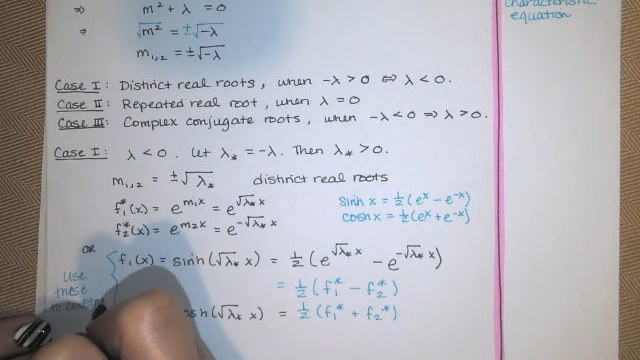 characteristic
equation
⇒ m² + λ = 0
⇒ √m² = ±√-λ
m₁,₂ = ±√-λ
Case I: Distinct real roots, when -λ > 0 ⇔ λ < 0.
Case II: Repeated real root, when λ = 0
Case III: Complex conjugate roots, when -λ < 0 ⇒ λ > 0.
Case I: λ < 0. Let λ* = -λ. Then λ* > 0.
m₁,₂ = ±√λ* distinct real roots
f₁*(x) = e^(m₁x) = e^(√λ* x)
f₂*(x) = e^(m₂x) = e^(-√λ* x)
sinh x = ½(eˣ - e⁻ˣ)
cosh x = ½(eˣ + e⁻ˣ)
OR
f₁(x) = sinh(√λ* x) = ½(e^(√λ* x) - e^(-√λ* x))
= ½(f₁* - f₂*)
(√λ* x) = ½(f₁* + f₂*)
Use
these
to